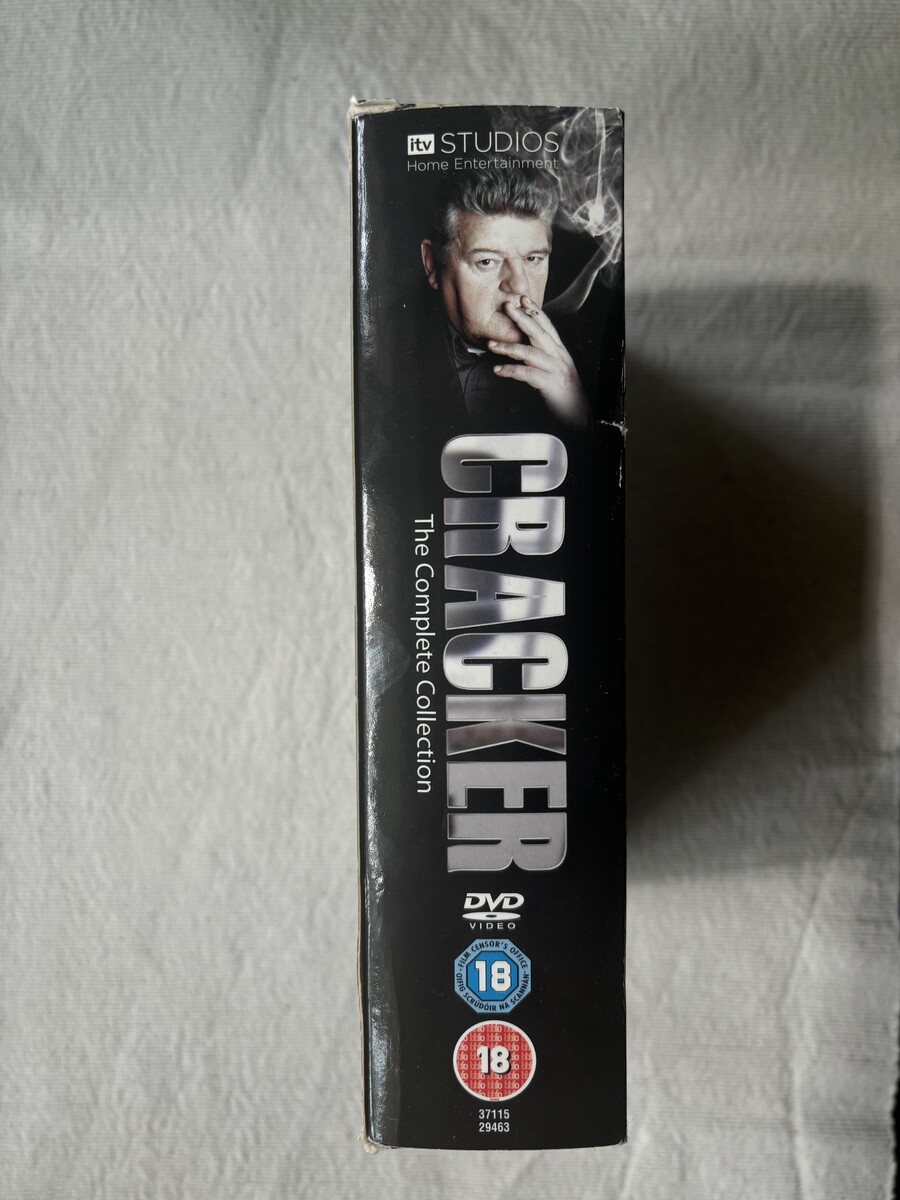 itv STUDIOS
Home Entertainment
CRACKER
The Complete Collection
DVD
VIDEO
· FILM CENSOR'S OFFICE ·
18
OIFIG SCRÚDÓIR NA SCANNÁN
18
37115
29463